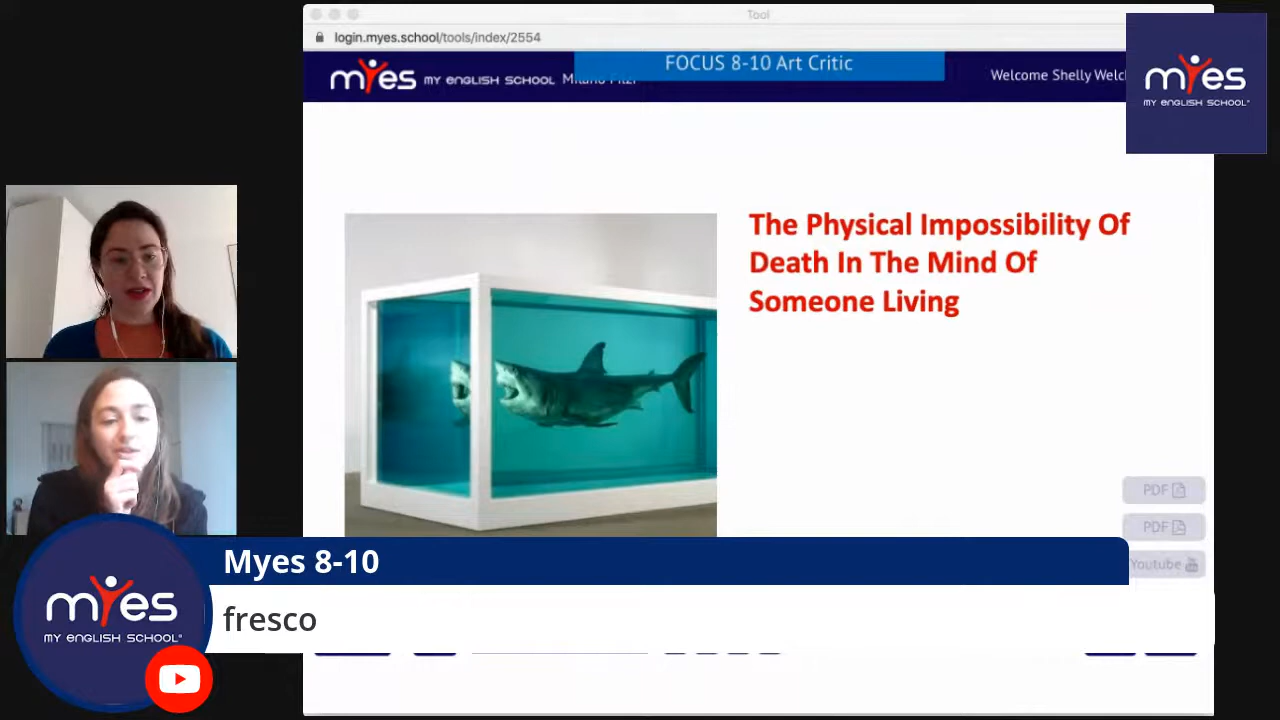 Tool
login.myes.school/tools/index/2554
FOCUS 8-10 Art Critic
myes MY ENGLISH SCHOOL
Welcome Shelly Welch
myes
MY ENGLISH SCHOOL
The Physical Impossibility Of
Death In The Mind Of
Someone Living
PDF
PDF
Youtube
Myes 8-10
fresco
myes
MY ENGLISH SCHOOL